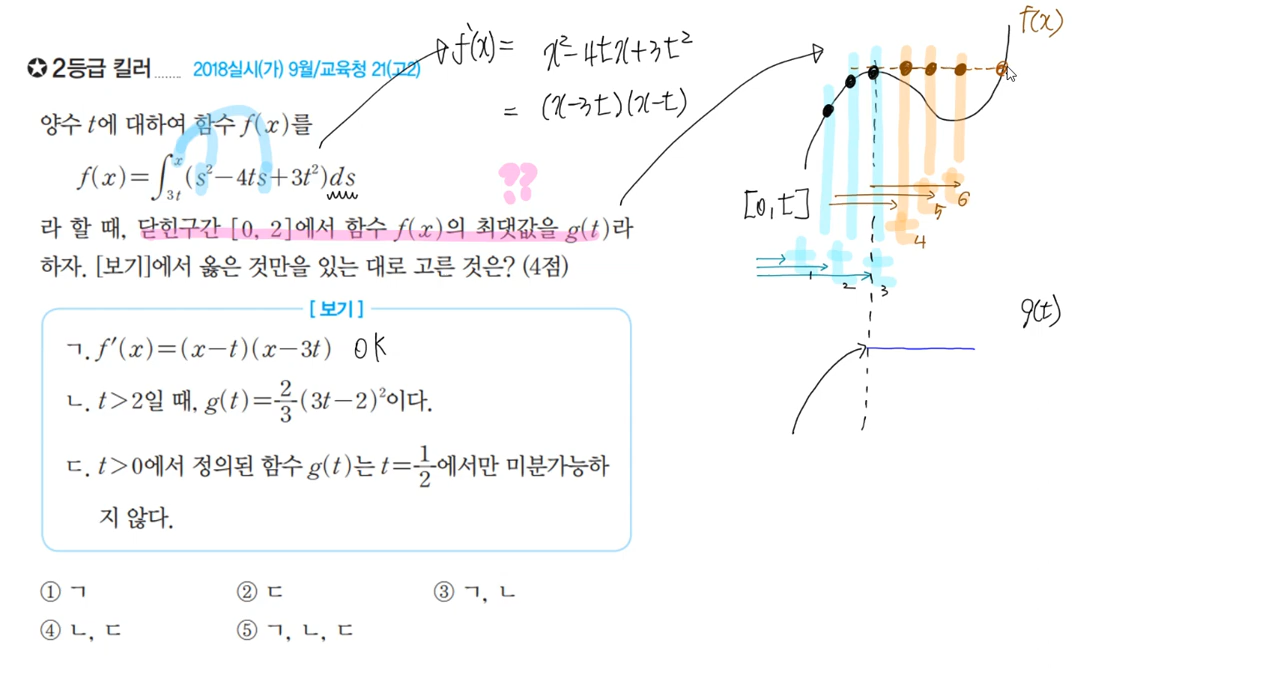 ✪2등급 킬러 ...... 2018실시(가) 9월/교육청 21(고2)
양수 t에 대하여 함수 f(x)를
f(x)=∫_{3t}^{x}(s²-4ts+3t²)ds
??
라 할 때, 닫힌구간 [0, 2]에서 함수 f(x)의 최댓값을 g(t)라
하자. [보기]에서 옳은 것만을 있는 대로 고른 것은? (4점)
[보기]
ㄱ. f′(x)=(x-t)(x-3t) OK
ㄴ. t>2일 때, g(t)=2/3(3t-2)²이다.
ㄷ. t>0에서 정의된 함수 g(t)는 t=1/2에서만 미분가능하
지 않다.
① ㄱ ② ㄷ ③ ㄱ, ㄴ
④ ㄴ, ㄷ ⑤ ㄱ, ㄴ, ㄷ
f′(x)= x²-4tx+3t²
= (x-3t)(x-t)
f(x)
[0,t]
t 1 t 2 t 3
t 4 t 5 t 6
g(t)